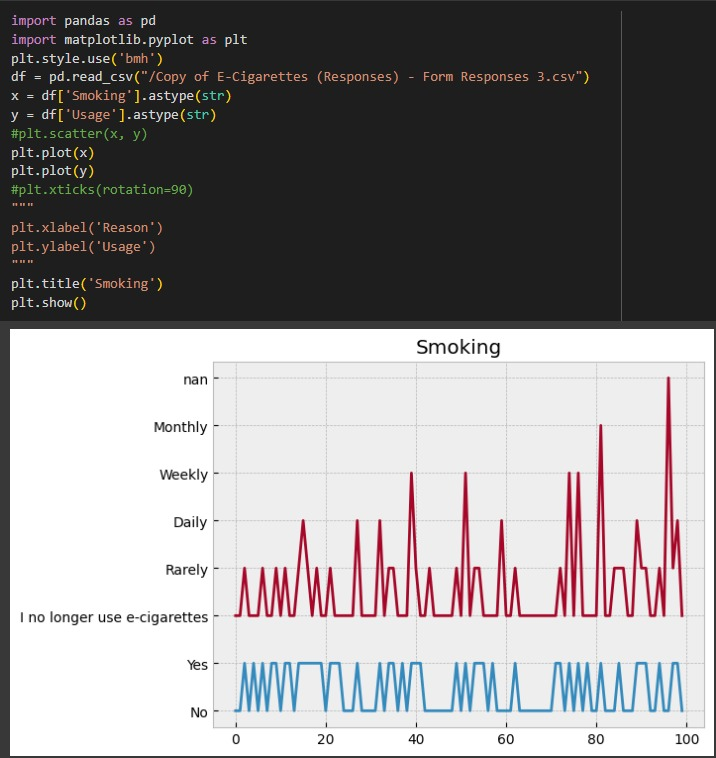 import pandas as pd
import matplotlib.pyplot as plt
plt.style.use('bmh')
df = pd.read_csv("/Copy of E-Cigarettes (Responses) - Form Responses 3.csv")
x = df['Smoking'].astype(str)
y = df['Usage'].astype(str)
#plt.scatter(x, y)
plt.plot(x)
plt.plot(y)
#plt.xticks(rotation=90)
"""
plt.xlabel('Reason')
plt.ylabel('Usage')
"""
plt.title('Smoking')
plt.show()
Smoking
nan
Monthly
Weekly
Daily
Rarely
I no longer use e-cigarettes
Yes
No
0 20 40 60 80 100